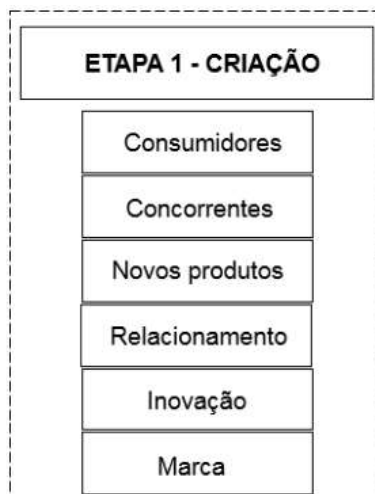 ETAPA 1 - CRIAÇÃO
Consumidores
Concorrentes
Novos produtos
Relacionamento
Inovação
Marca